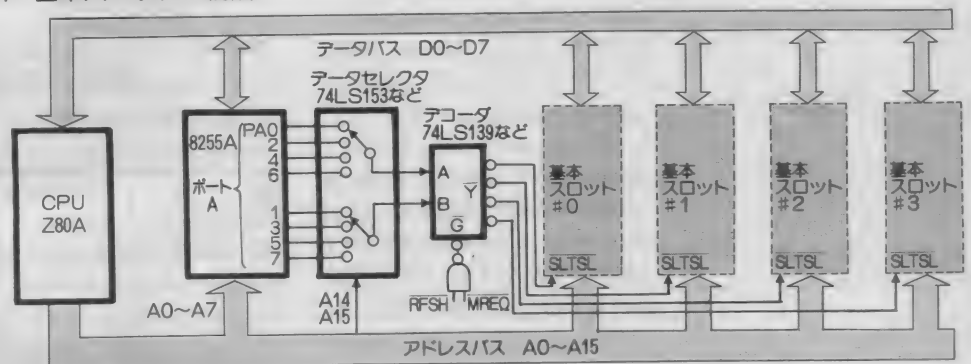 データバス D0〜D7
データセレクタ
74LS153など
デコーダ
74LS139など
CPU
Z80A
8255A
ポート
A
PA0
2
4
6
1
3
5
7
A
B
Y
G
基本
スロット
#0
基本
スロット
#1
基本
スロット
#2
基本
スロット
#3
SLTSL
SLTSL
SLTSL
SLTSL
A0〜A7
A14
A15
RFSH
MREQ
アドレスバス A0〜A15